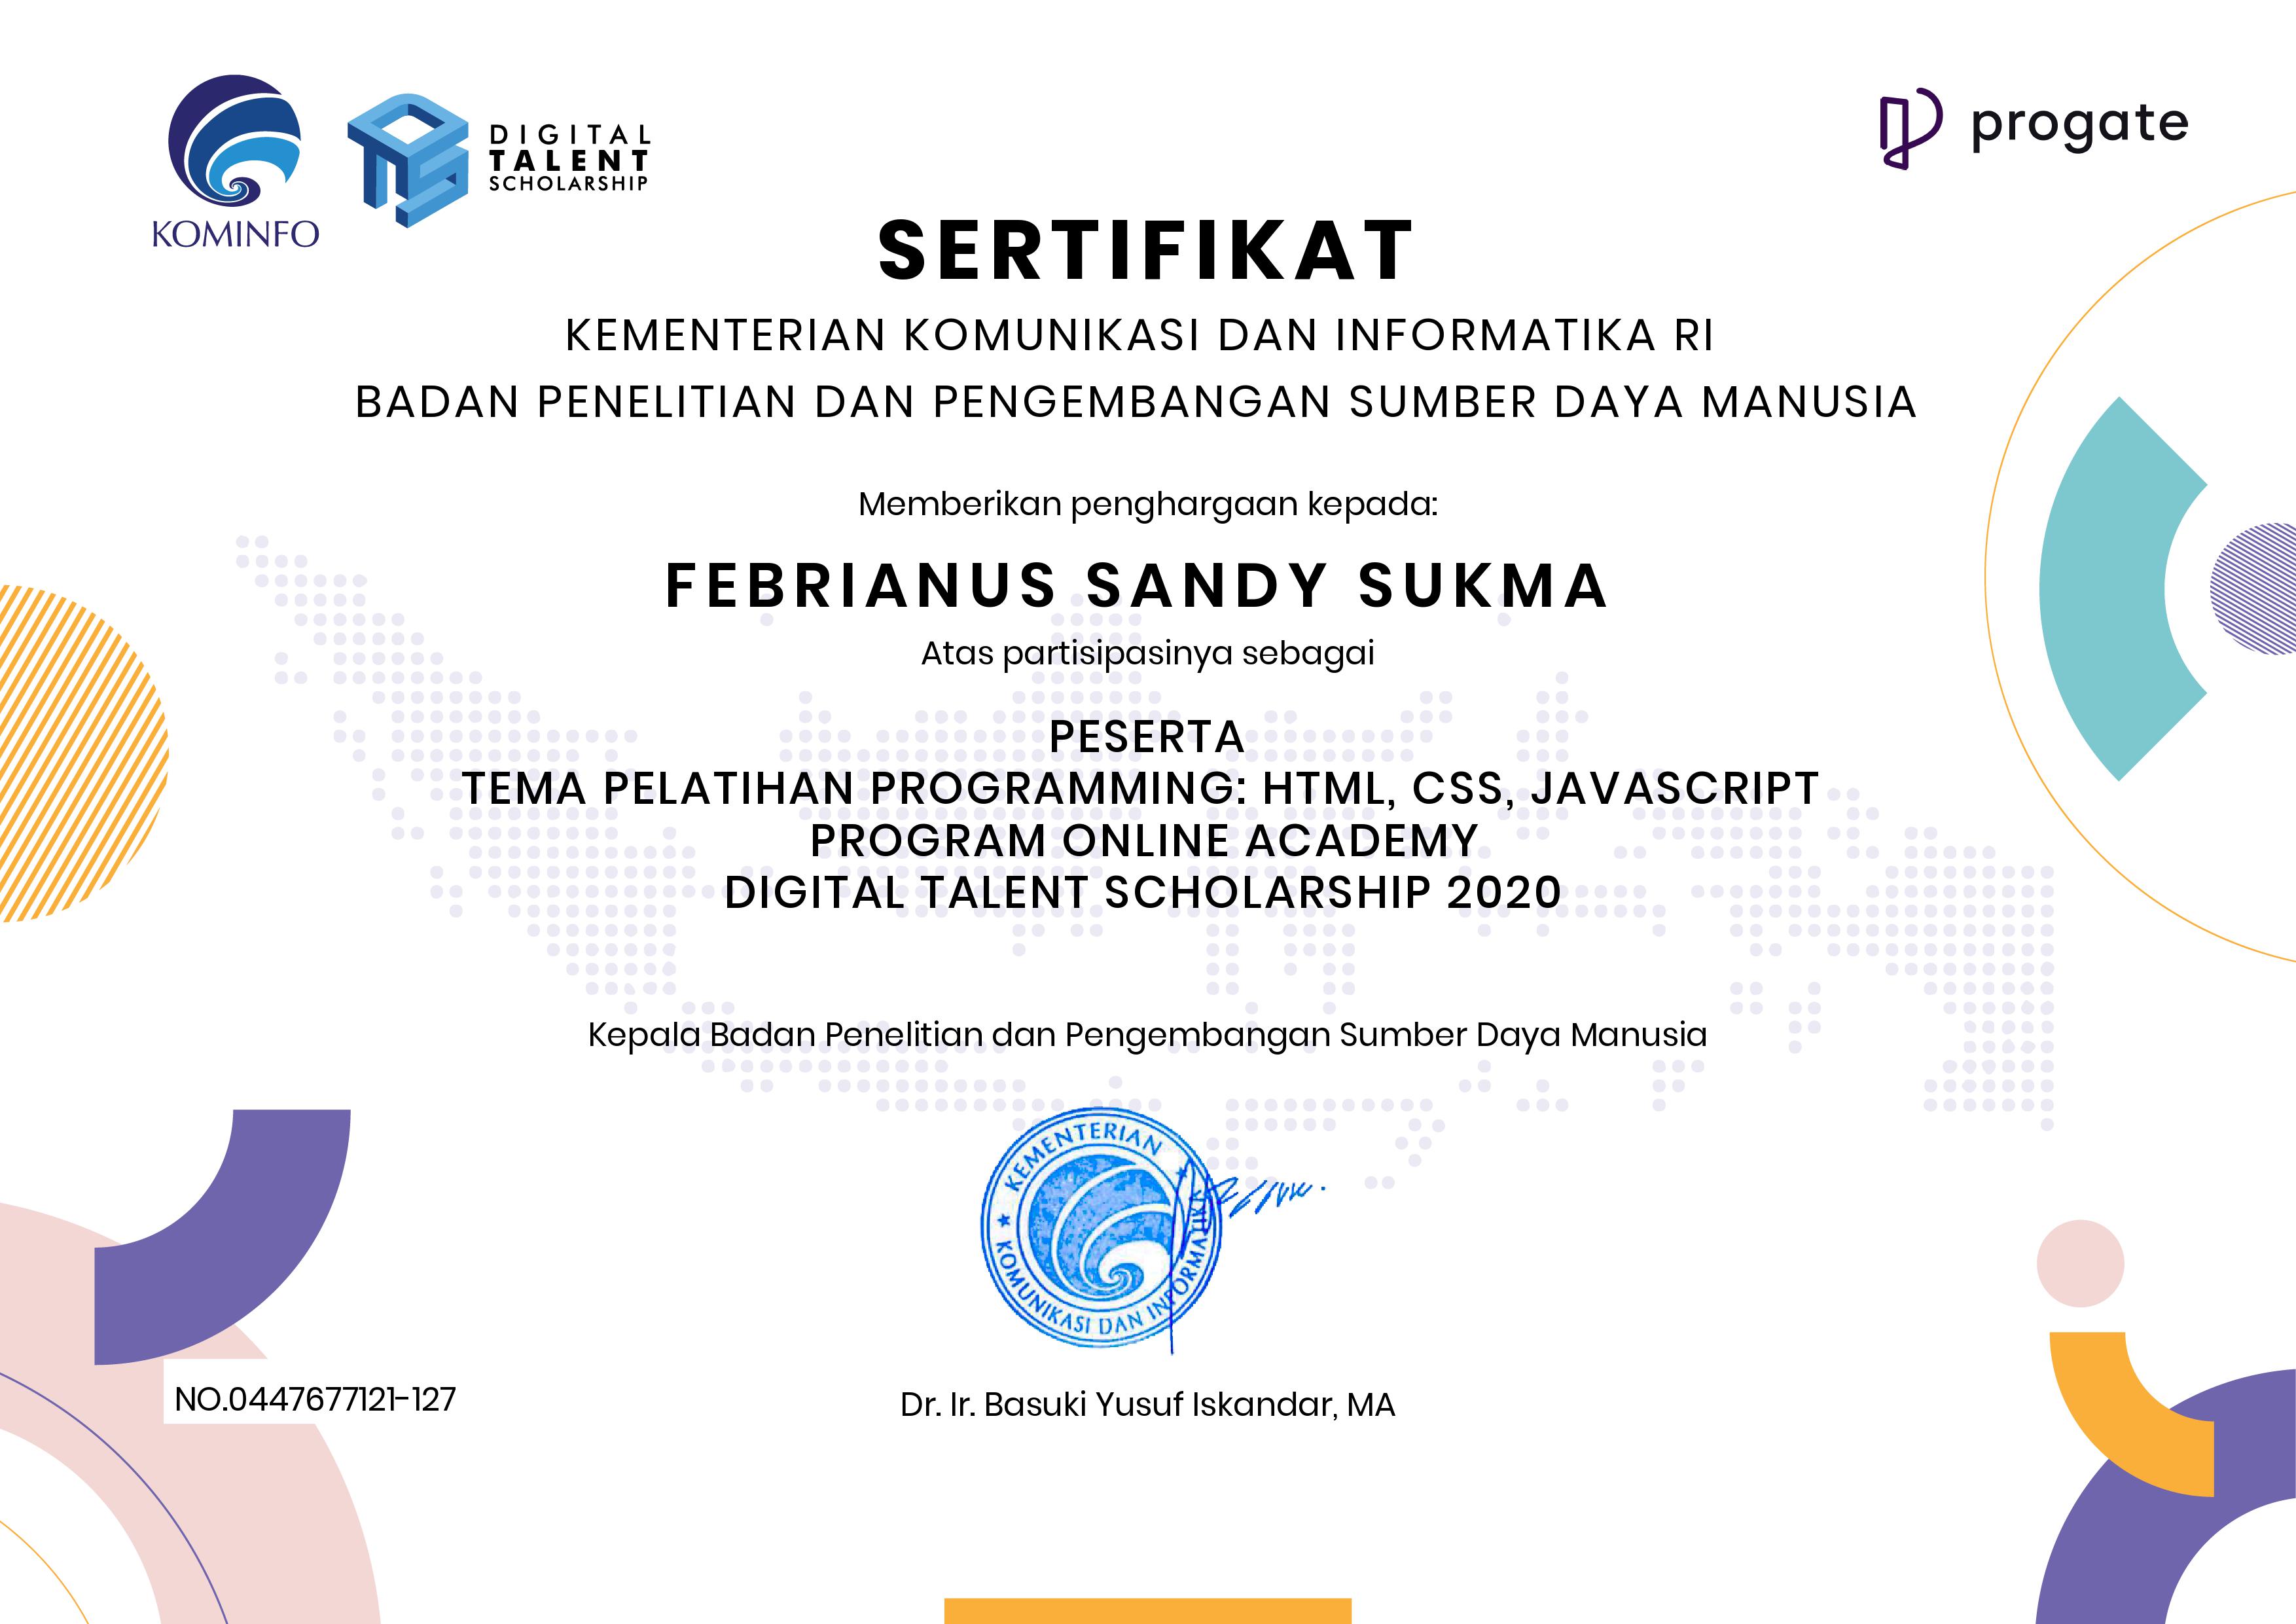 KOMINFO
DIGITAL
TALENT
SCHOLARSHIP
progate
SERTIFIKAT
KEMENTERIAN KOMUNIKASI DAN INFORMATIKA RI
BADAN PENELITIAN DAN PENGEMBANGAN SUMBER DAYA MANUSIA
Memberikan penghargaan kepada:
FEBRIANUS SANDY SUKMA
Atas partisipasinya sebagai
PESERTA
TEMA PELATIHAN PROGRAMMING: HTML, CSS, JAVASCRIPT
PROGRAM ONLINE ACADEMY
DIGITAL TALENT SCHOLARSHIP 2020
Kepala Badan Penelitian dan Pengembangan Sumber Daya Manusia
KEMENTERIAN
KOMUNIKASI DAN INFORMATIKA
NO.0447677121-127
Dr. Ir. Basuki Yusuf Iskandar, MA